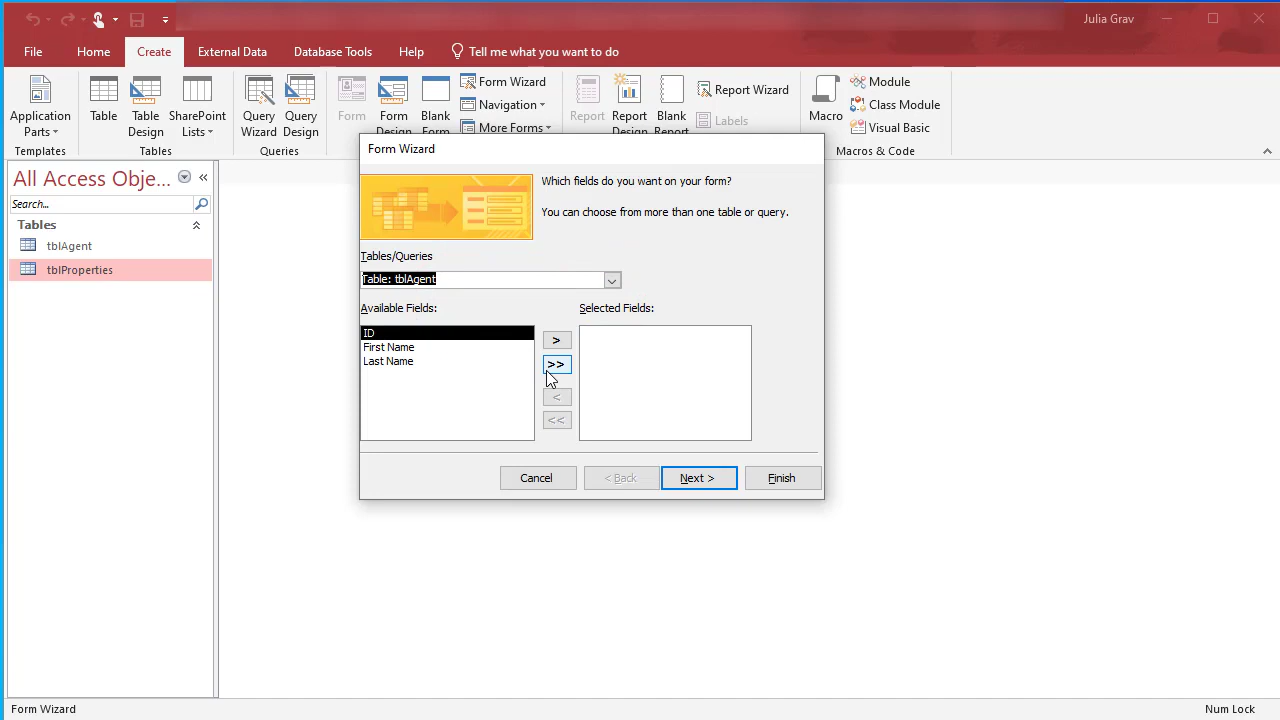 Julia Grav
File
Home
Create
External Data
Database Tools
Help
Tell me what you want to do
Application Parts
Table
Table Design
SharePoint Lists
Query Wizard
Query Design
Form
Form Design
Blank Form
Form Wizard
Navigation
More Forms
Report
Report Design
Blank Report
Report Wizard
Labels
Macro
Module
Class Module
Visual Basic
Templates
Tables
Queries
Macros & Code
All Access Obje...
Search...
Tables
tblAgent
tblProperties
Form Wizard
Which fields do you want on your form?
You can choose from more than one table or query.
Tables/Queries
Table: tblAgent
Available Fields:
Selected Fields:
ID
First Name
Last Name
>
>>
<
<<
Cancel
< Back
Next >
Finish
Form Wizard
Num Lock